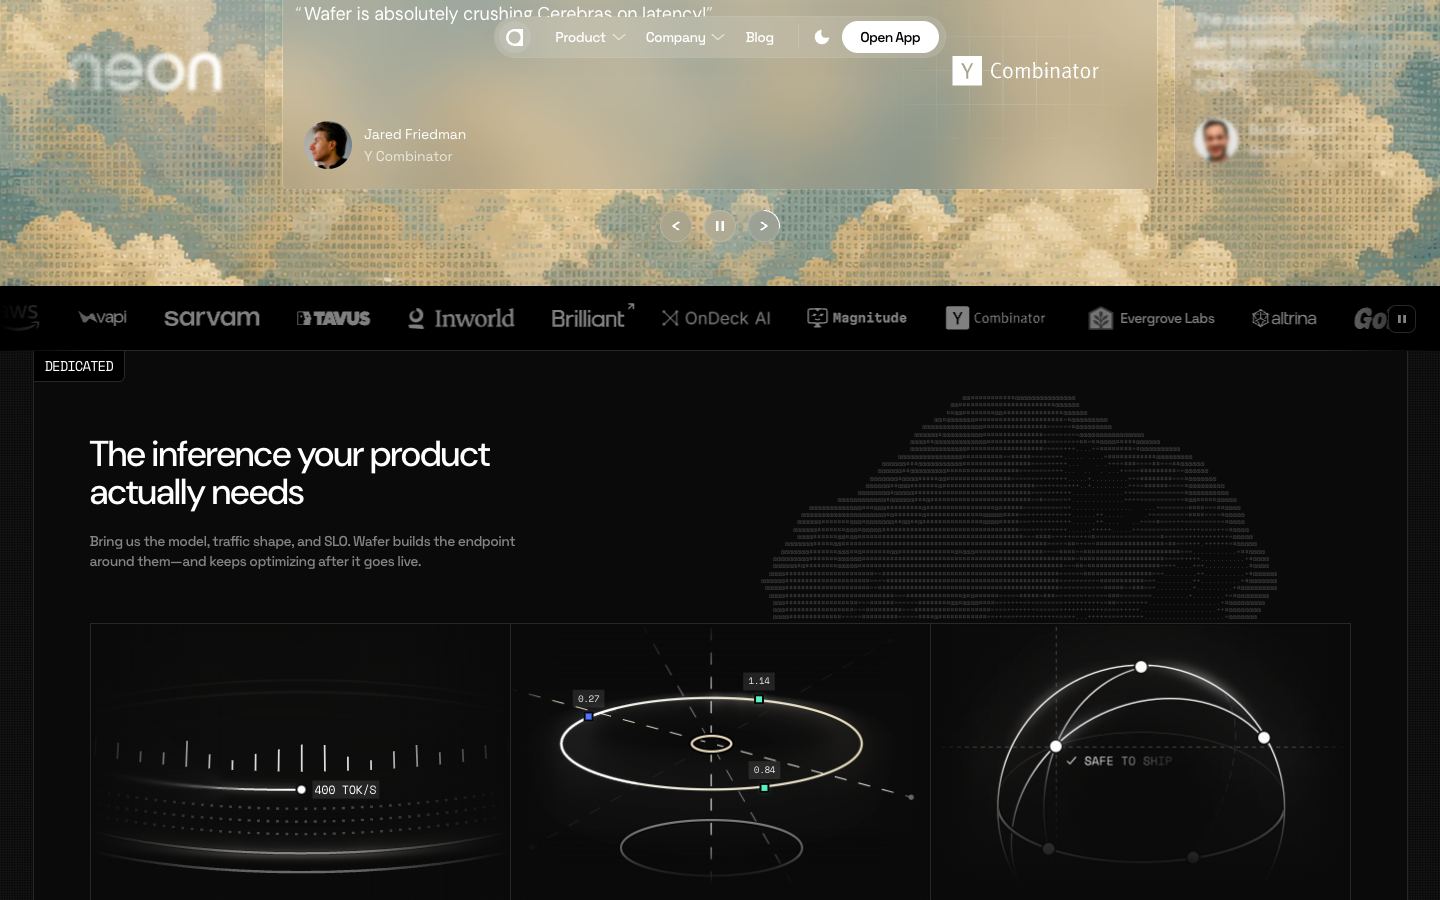 “Wafer is absolutely crushing Cerebras on latency!”
Product
Company
Blog
Open App
neon
Y Combinator
Jared Friedman
Y Combinator
aws
vapi
sarvam
TAVUS
Inworld
Brilliant
OnDeck AI
Magnitude
Y Combinator
Evergrove Labs
altrina
DEDICATED
The inference your product
actually needs
Bring us the model, traffic shape, and SLO. Wafer builds the endpoint
around them—and keeps optimizing after it goes live.
400 TOK/S
0.27
1.14
0.84
SAFE TO SHIP